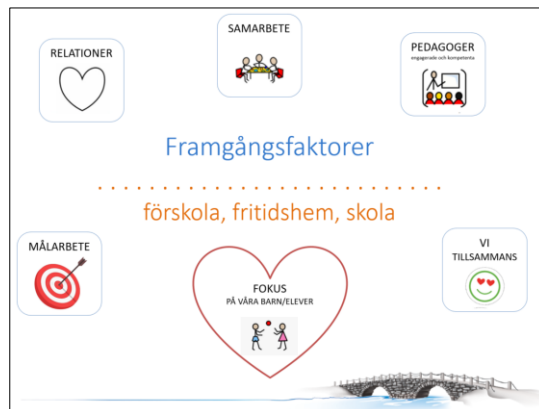 RELATIONER
SAMARBETE
PEDAGOGER
engagerade och kompetenta
Framgångsfaktorer
förskola, fritidshem, skola
MÅLARBETE
FOKUS
PÅ VÅRA BARN/ELEVER
VI
TILLSAMMANS